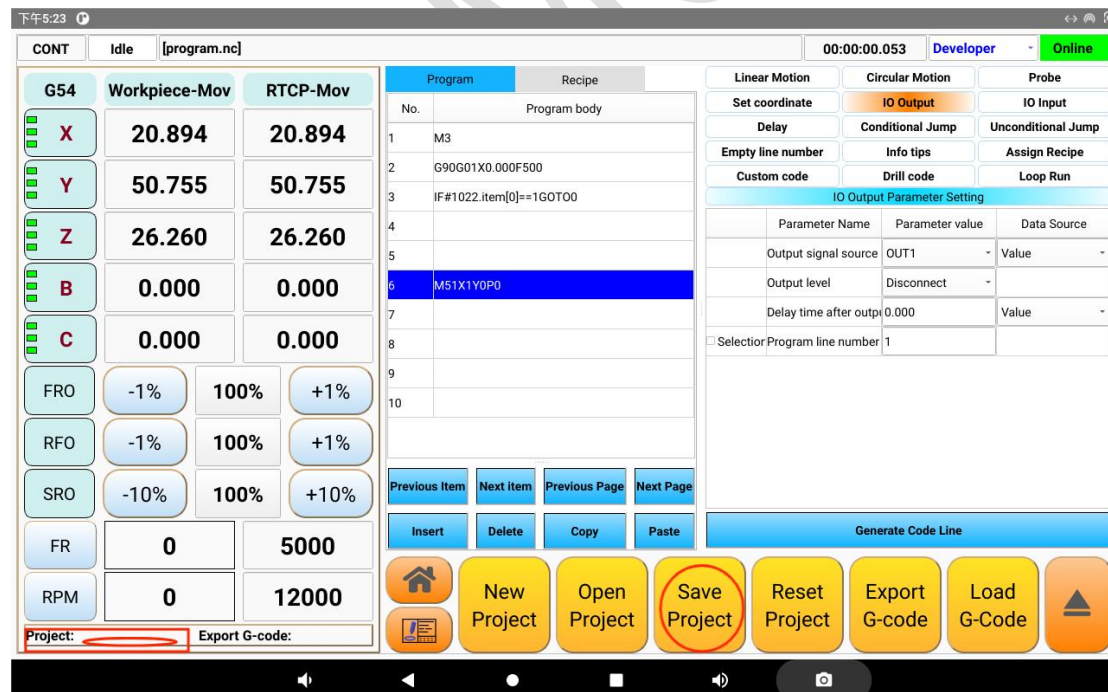 下午5:23
CONT Idle [program.nc] 00:00:00.053 Developer Online
G54 Workpiece-Mov RTCP-Mov
X 20.894 20.894
Y 50.755 50.755
Z 26.260 26.260
B 0.000 0.000
C 0.000 0.000
FRO -1% 100% +1%
RFO -1% 100% +1%
SRO -10% 100% +10%
FR 0 5000
RPM 0 12000
Project: Export G-code:
Program Recipe
No. Program body
1 M3
2 G90G01X0.000F500
3 IF#1022.item[0]==1GOTO0
4
5
6 M51X1Y0P0
7
8
9
10
Previous Item Next item Previous Page Next Page
Insert Delete Copy Paste
Linear Motion Circular Motion Probe
Set coordinate IO Output IO Input
Delay Conditional Jump Unconditional Jump
Empty line number Info tips Assign Recipe
Custom code Drill code Loop Run
IO Output Parameter Setting
Parameter Name Parameter value Data Source
Output signal source OUT1 Value
Output level Disconnect
Delay time after outp 0.000 Value
Selection Program line number 1
Generate Code Line
New Project
Open Project
Save Project
Reset Project
Export G-code
Load G-Code